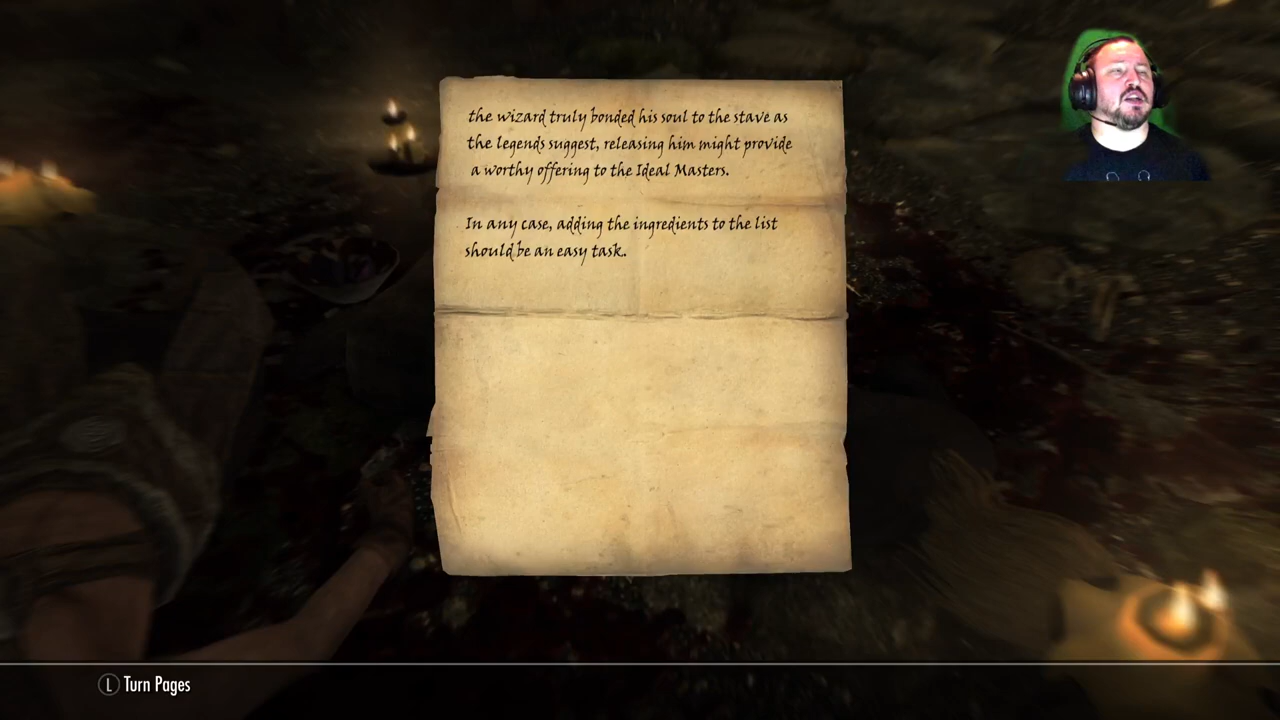 the wizard truly bonded his soul to the stave as
the legends suggest, releasing him might provide
a worthy offering to the Ideal Masters.
In any case, adding the ingredients to the list
should be an easy task.
L Turn Pages